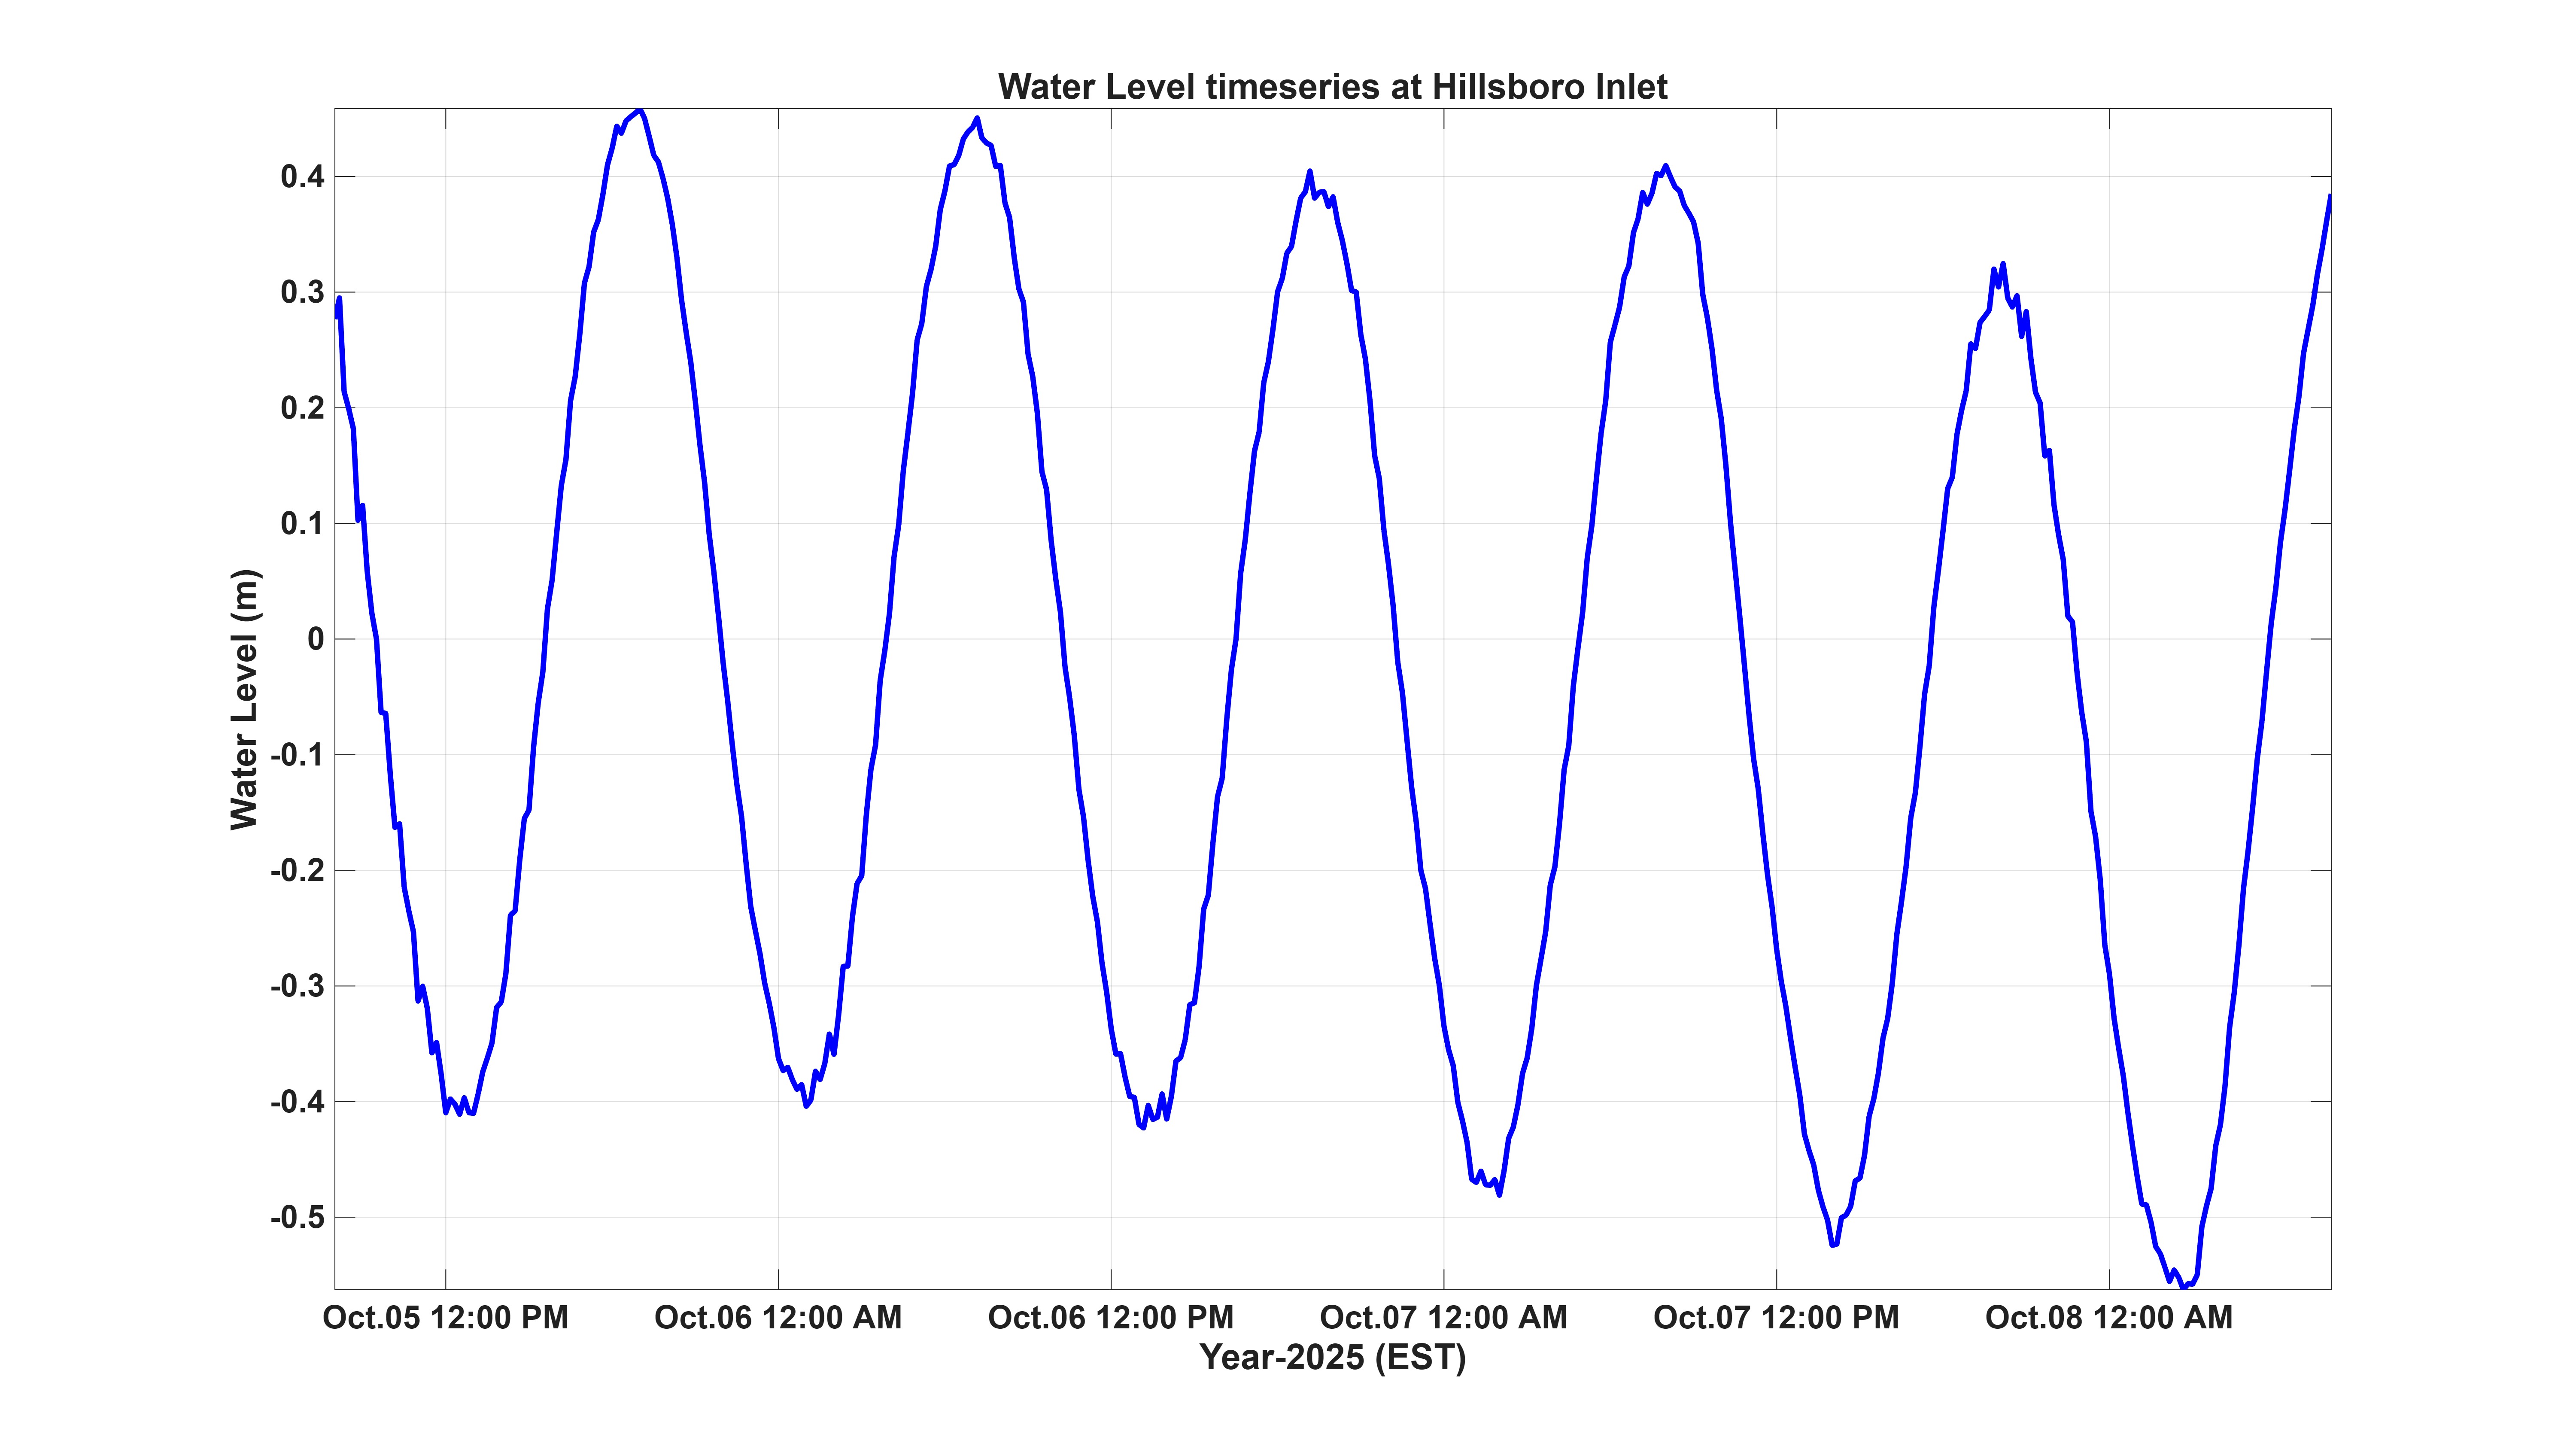 Water Level timeseries at Hillsboro Inlet
Water Level (m)
0.4
0.3
0.2
0.1
0
-0.1
-0.2
-0.3
-0.4
-0.5
Oct.05 12:00 PM Oct.06 12:00 AM Oct.06 12:00 PM Oct.07 12:00 AM Oct.07 12:00 PM Oct.08 12:00 AM
Year-2025 (EST)